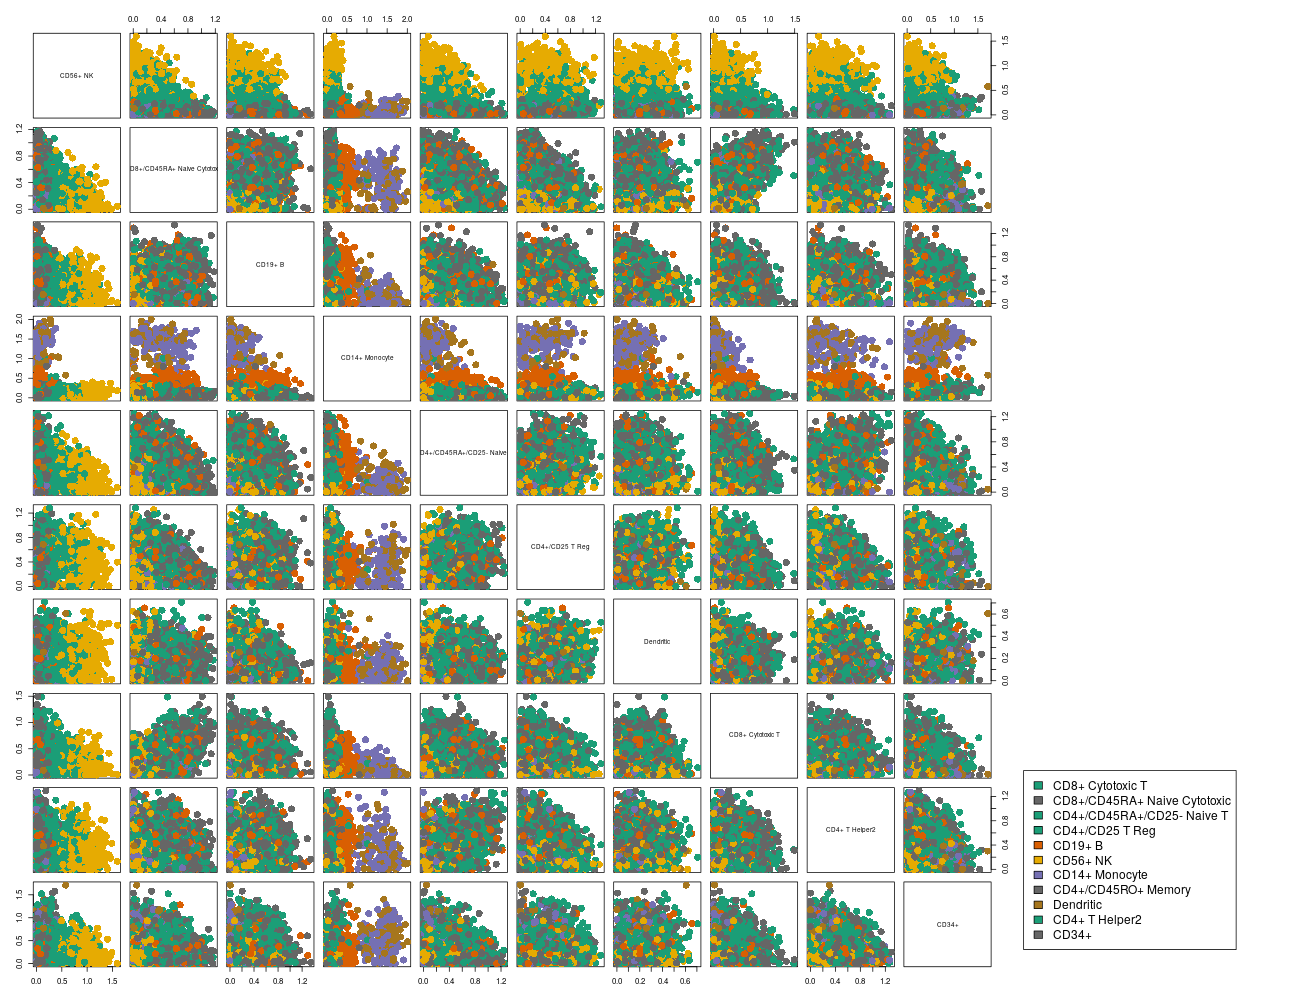 0.0 0.4 0.8 1.2
0.0 0.5 1.0 1.5 2.0
0.0 0.4 0.8 1.2
0.0 0.5 1.0 1.5
0.0 0.5 1.0 1.5
CD56+ NK
0.0 0.5 1.0 1.5
0.0 0.4 0.8 1.2
D8+/CD45RA+ Naive Cytotox
CD19+ B
0.0 0.4 0.8 1.2
0.0 0.5 1.0 1.5 2.0
CD14+ Monocyte
D4+/CD45RA+/CD25- Naive
0.0 0.4 0.8 1.2
0.0 0.4 0.8 1.2
CD4+/CD25 T Reg
Dendritic
0.0 0.2 0.4 0.6
0.0 0.5 1.0 1.5
CD8+ Cytotoxic T
CD4+ T Helper2
0.0 0.4 0.8 1.2
0.0 0.5 1.0 1.5
CD34+
0.0 0.5 1.0 1.5
0.0 0.4 0.8 1.2
0.0 0.4 0.8 1.2
0.0 0.2 0.4 0.6
0.0 0.4 0.8 1.2
CD8+ Cytotoxic T
CD8+/CD45RA+ Naive Cytotoxic
CD4+/CD45RA+/CD25- Naive T
CD4+/CD25 T Reg
CD19+ B
CD56+ NK
CD14+ Monocyte
CD4+/CD45RO+ Memory
Dendritic
CD4+ T Helper2
CD34+